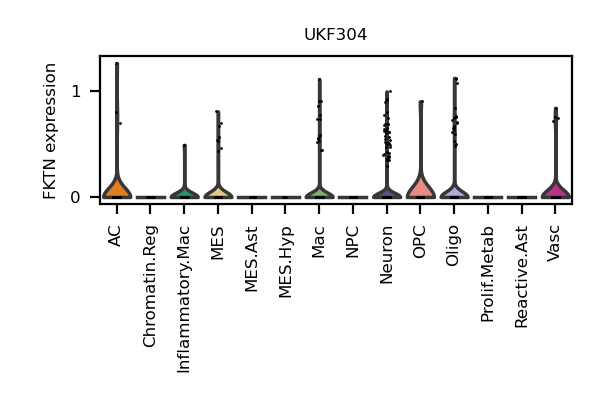 UKF304
FKTN expression
1
0
AC
Chromatin.Reg
Inflammatory.Mac
MES
MES.Ast
MES.Hyp
Mac
NPC
Neuron
OPC
Oligo
Prolif.Metab
Reactive.Ast
Vasc